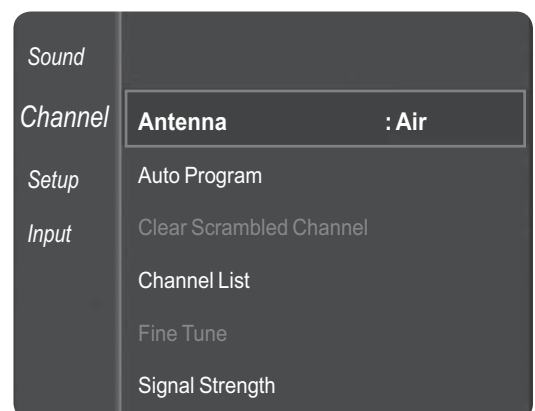 Sound
Channel
Setup
Input
Antenna : Air
Auto Program
Clear Scrambled Channel
Channel List
Fine Tune
Signal Strength